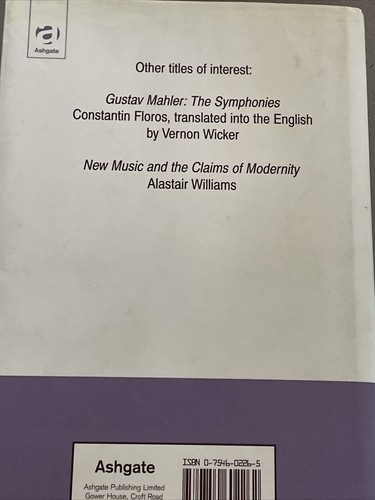 Ashgate
Other titles of interest:
Gustav Mahler: The Symphonies
Constantin Floros, translated into the English
by Vernon Wicker
New Music and the Claims of Modernity
Alastair Williams
Ashgate
Ashgate Publishing Limited
Gower House, Croft Road
ISBN 0-7546-0226-5